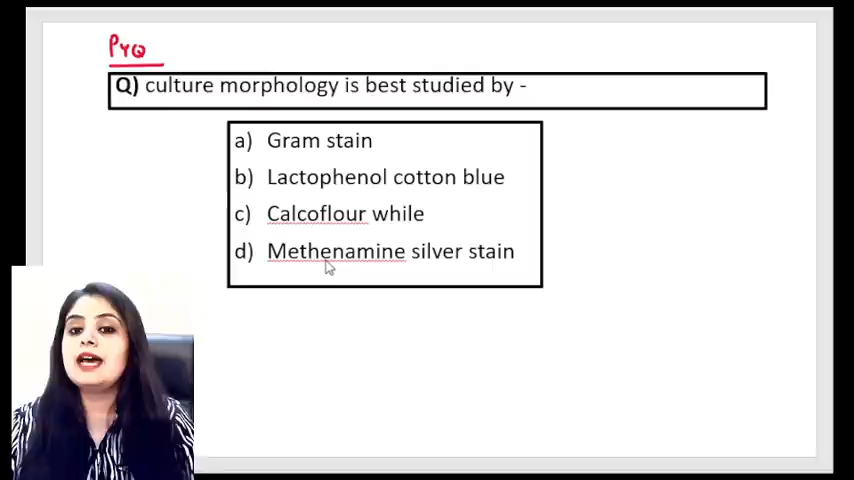 PYQ
Q) culture morphology is best studied by -
a) Gram stain
b) Lactophenol cotton blue
c) Calcoflour while
d) Methenamine silver stain